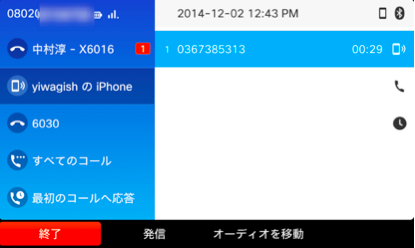 0802
2014-12-02 12:43 PM
中村淳 - X6016
1
1 0367385313 00:29
yiwagish の iPhone
6030
すべてのコール
最初のコールへ応答
終了
発信
オーディオを移動